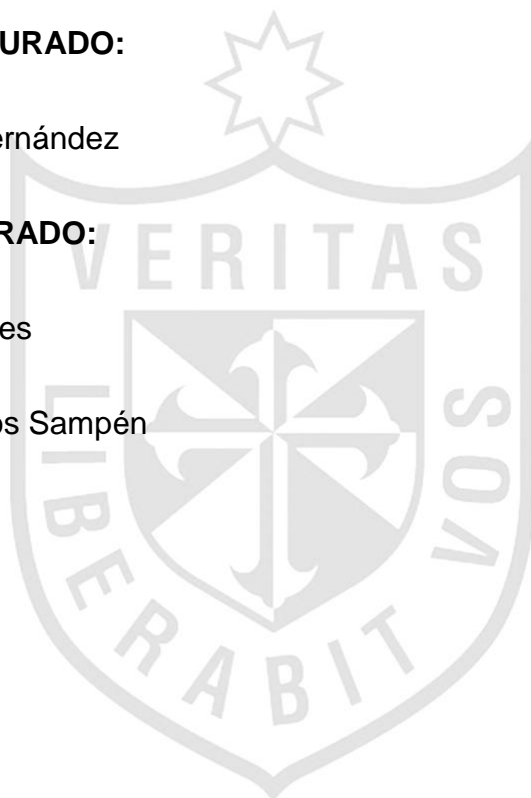 URADO:
ernández
RADO:
es
os Sampén
VERITAS
LIBERABIT VOS